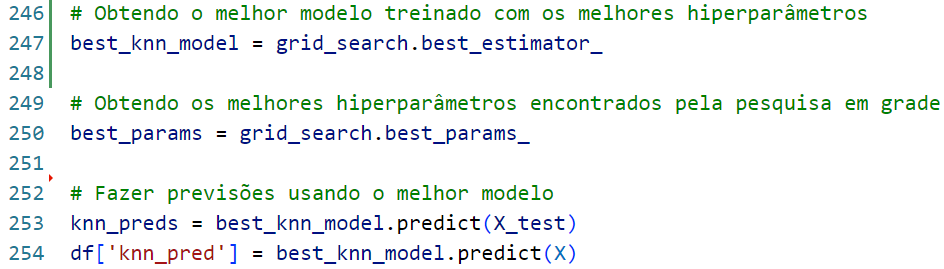 246 # Obtendo o melhor modelo treinado com os melhores hiperparâmetros
247 best_knn_model = grid_search.best_estimator_
248
249 # Obtendo os melhores hiperparâmetros encontrados pela pesquisa em grade
250 best_params = grid_search.best_params_
251
252 # Fazer previsões usando o melhor modelo
253 knn_preds = best_knn_model.predict(X_test)
254 df['knn_pred'] = best_knn_model.predict(X)